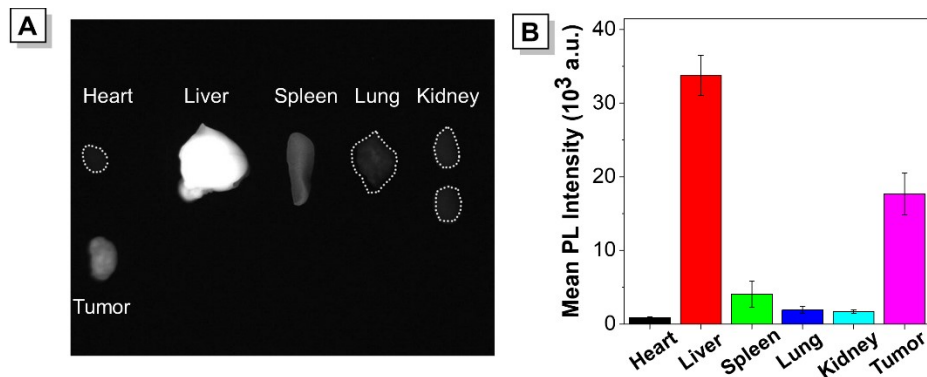 A
Heart Liver Spleen Lung Kidney
Tumor
B
Mean PL Intensity (10³ a.u.)
40
30
20
10
0
Heart
Liver
Spleen
Lung
Kidney
Tumor